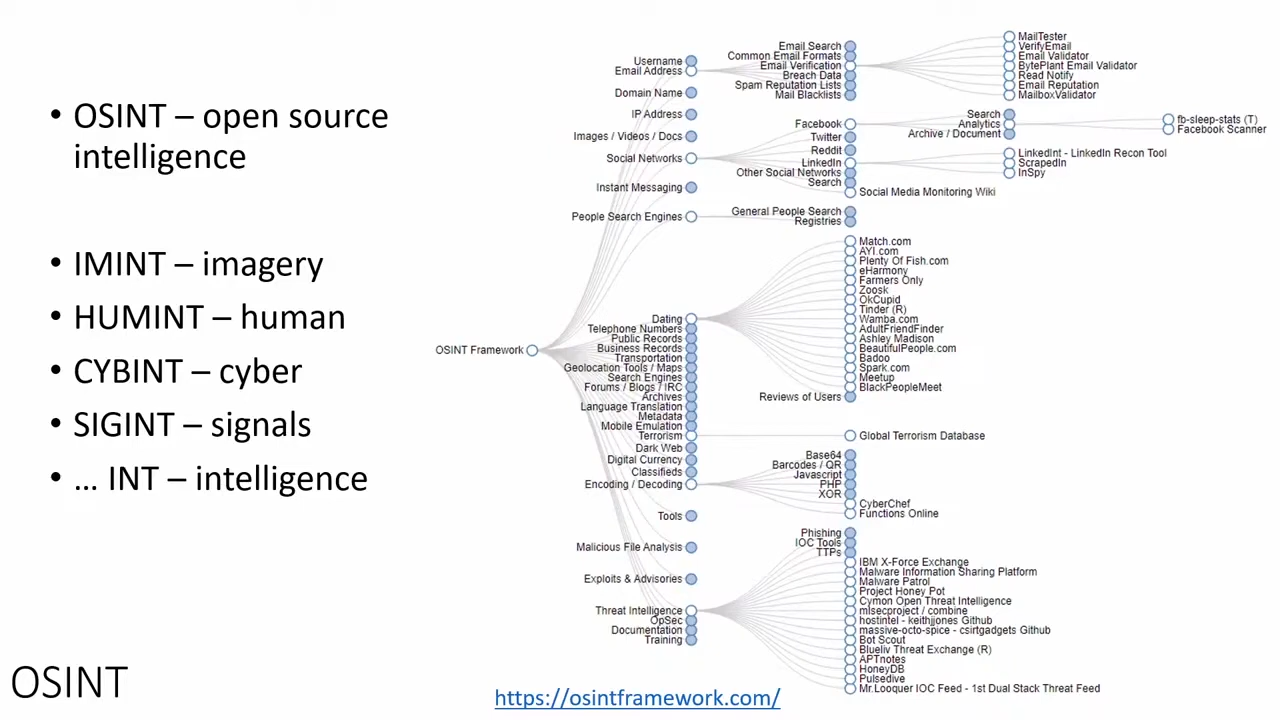 • OSINT – open source
intelligence
• IMINT – imagery
• HUMINT – human
• CYBINT – cyber
• SIGINT – signals
• … INT – intelligence
OSINT
OSINT Framework
Username
Email Address
Domain Name
IP Address
Images / Videos / Docs
Social Networks
Instant Messaging
People Search Engines
Dating
Telephone Numbers
Public Records
Business Records
Transportation
Geolocation Tools / Maps
Search Engines
Forums / Blogs / IRC
Archives
Language Translation
Metadata
Mobile Emulation
Terrorism
Dark Web
Digital Currency
Classifieds
Encoding / Decoding
Tools
Malicious File Analysis
Exploits & Advisories
Threat Intelligence
OpSec
Documentation
Training
Email Search
Common Email Formats
Email Verification
Breach Data
Spam Reputation Lists
Mail Blacklists
Facebook
Twitter
Reddit
LinkedIn
Other Social Networks
Search
Social Media Monitoring Wiki
General People Search
Registries
Match.com
AYI.com
Plenty Of Fish.com
eHarmony
Farmers Only
Zoosk
OkCupid
Tinder (R)
Wamba.com
AdultFriendFinder
Ashley Madison
BeautifulPeople.com
Badoo
Spark.com
Meetup
BlackPeopleMeet
Reviews of Users
Global Terrorism Database
Base64
Barcodes / QR
Javascript
PHP
XOR
CyberChef
Functions Online
Phishing
IOC Tools
TTPs
IBM X-Force Exchange
Malware Information Sharing Platform
Malware Patrol
Project Honey Pot
Cymon Open Threat Intelligence
mlsecproject / combine
hostintel - keithjjones Github
massive-octo-spice - csirtgadgets Github
Bot Scout
Blueliv Threat Exchange (R)
APTnotes
HoneyDB
Pulsedive
Mr.Looquer IOC Feed - 1st Dual Stack Threat Feed
MailTester
VerifyEmail
Email Validator
BytePlant Email Validator
Read Notify
Email Reputation
MailboxValidator
Search
Analytics
Archive / Document
LinkedInt - LinkedIn Recon Tool
ScrapedIn
InSpy
fb-sleep-stats (T)
Facebook Scanner
https://osintframework.com/